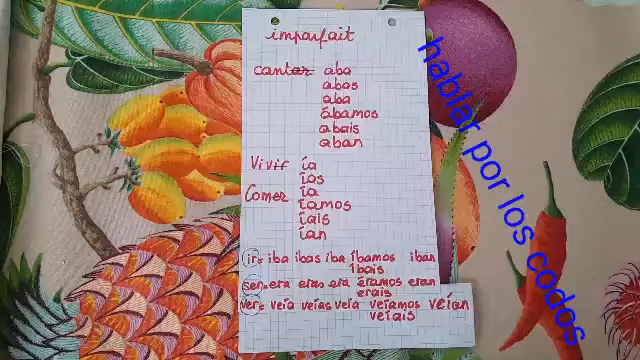 imparfait
cantar aba
abas
aba
ábamos
abais
aban
Vivir ía
ías
Comer ía
íamos
íais
ían
ir= iba ibas iba íbamos iban
ibais
ser= era eras era éramos eran
erais
ver= veía veías veía veíamos veían
veíais
hablar por los codos